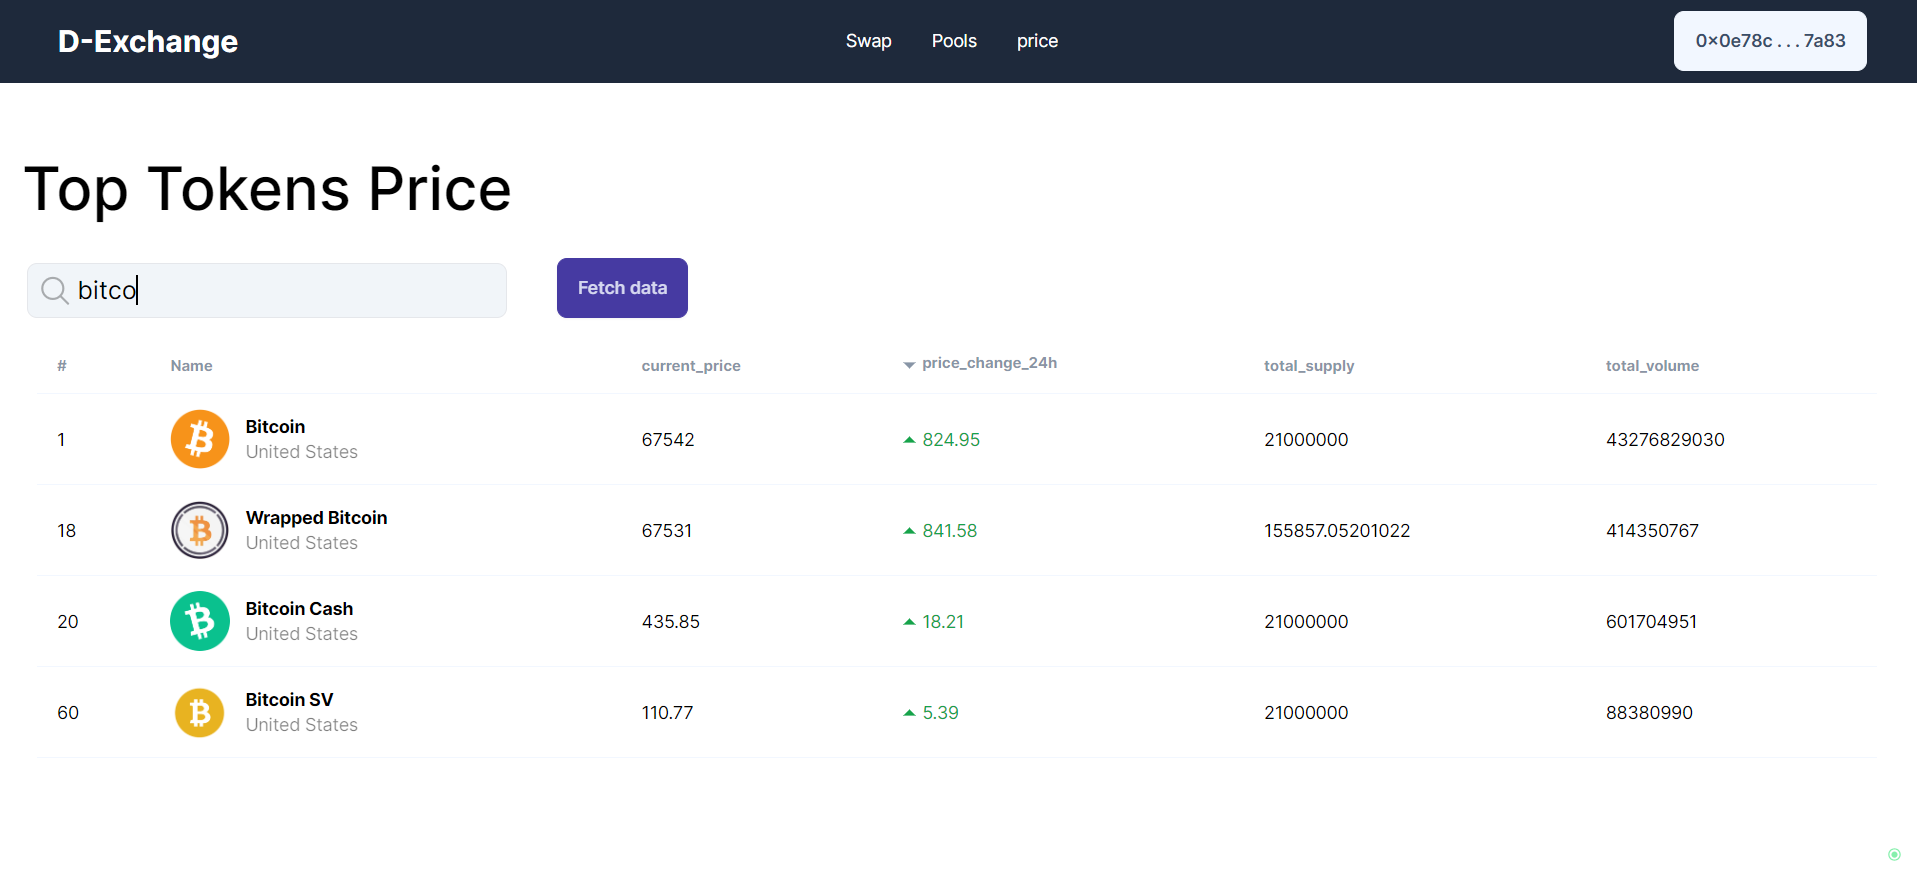 D-Exchange Swap Pools price 0x0e78c...7a83
Top Tokens Price
bitco Fetch data
# Name current_price price_change_24h total_supply total_volume
1 Bitcoin 67542 824.95 21000000 43276829030
United States
18 Wrapped Bitcoin 67531 841.58 155857.05201022 414350767
United States
20 Bitcoin Cash 435.85 18.21 21000000 601704951
United States
60 Bitcoin SV 110.77 5.39 21000000 88380990
United States